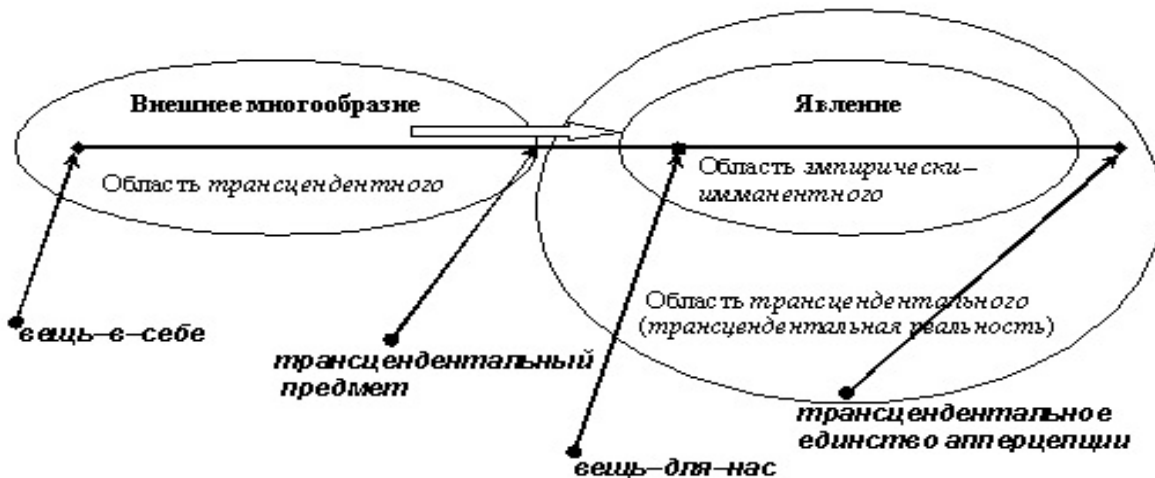 Внешнее многообразие
Явление
Область трансцендентного
Область эмпирически–
имманентного
Область трансцендентального
(трансцендентальная реальность)
вещь–в–себе
трансцендентальный
предмет
трансцендентальное
единство апперцепции
вещь–для–нас